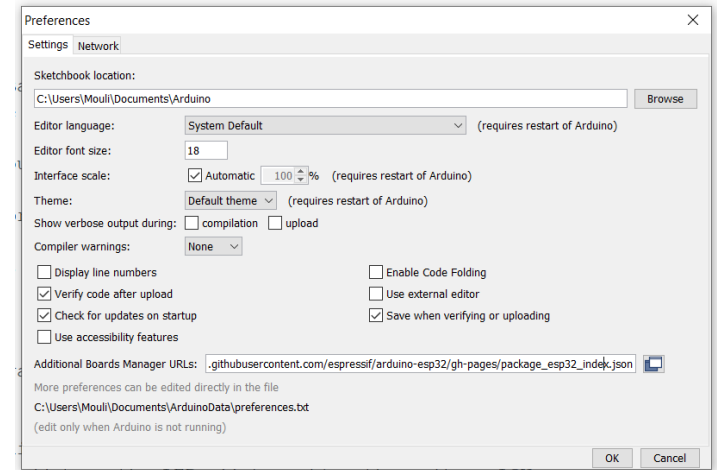 Preferences
Settings Network
Sketchbook location:
C:\Users\Mouli\Documents\Arduino Browse
Editor language: System Default (requires restart of Arduino)
Editor font size: 18
Interface scale: Automatic 100 % (requires restart of Arduino)
Theme: Default theme (requires restart of Arduino)
Show verbose output during: compilation upload
Compiler warnings: None
Display line numbers Enable Code Folding
Verify code after upload Use external editor
Check for updates on startup Save when verifying or uploading
Use accessibility features
Additional Boards Manager URLs: .githubusercontent.com/espressif/arduino-esp32/gh-pages/package_esp32_index.json
More preferences can be edited directly in the file
C:\Users\Mouli\Documents\ArduinoData\preferences.txt
(edit only when Arduino is not running)
OK Cancel